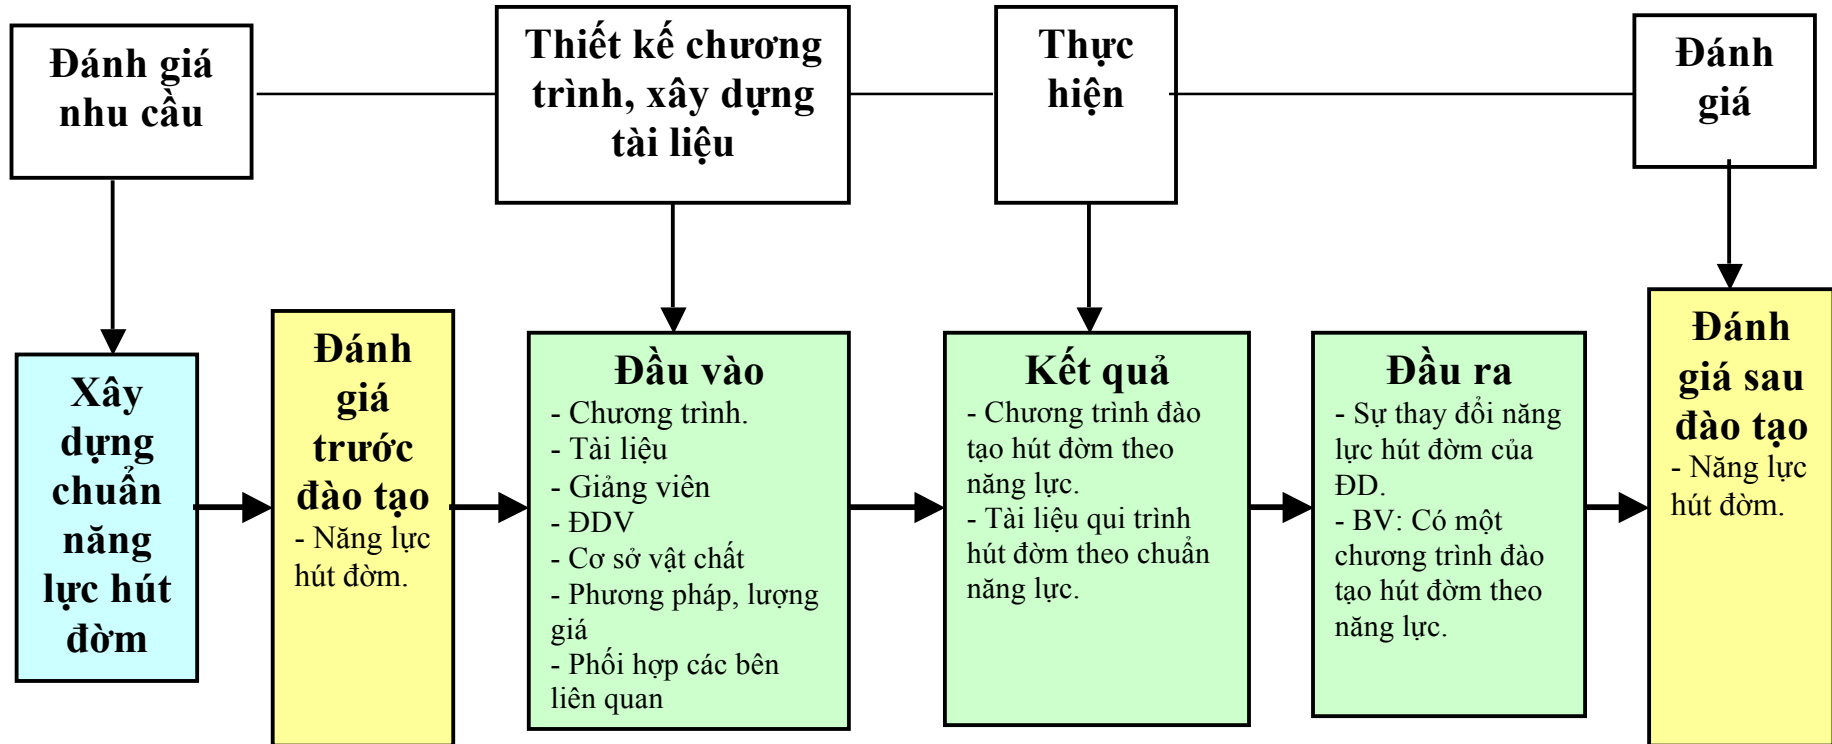 Đánh giá
nhu cầu
Thiết kế chương
trình, xây dựng
tài liệu
Thực
hiện
Đánh
giá
Xây
dựng
chuẩn
năng
lực hút
đờm
Đánh
giá
trước
đào tạo
- Năng lực
hút đờm.
Đầu vào
- Chương trình.
- Tài liệu
- Giảng viên
- ĐDV
- Cơ sở vật chất
- Phương pháp, lượng
giá
- Phối hợp các bên
liên quan
Kết quả
- Chương trình đào
tạo hút đờm theo
năng lực.
- Tài liệu qui trình
hút đờm theo chuẩn
năng lực.
Đầu ra
- Sự thay đổi năng
lực hút đờm của
ĐD.
- BV: Có một
chương trình đào
tạo hút đờm theo
năng lực.
Đánh
giá sau
đào tạo
- Năng lực
hút đờm.